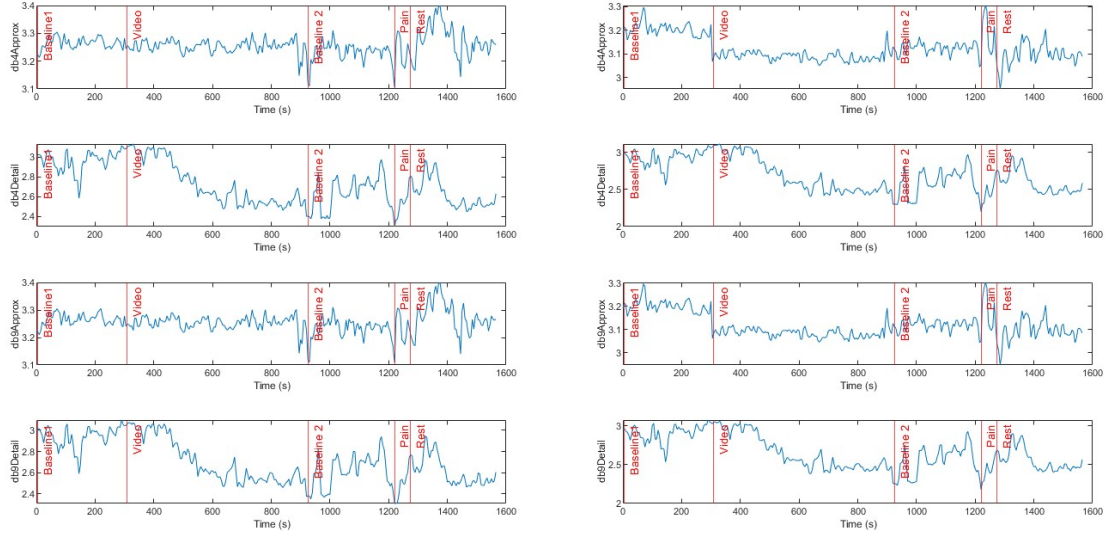 3.4
3.3
3.2
3.1
db4Approx
Baseline1
Video
Baseline 2
Pain
Rest
0 200 400 600 800 1000 1200 1400 1600
Time (s)
3.3
3.2
3.1
3
db4Approx
Baseline1
Video
Baseline 2
Pain
Rest
0 200 400 600 800 1000 1200 1400 1600
Time (s)
3
2.8
2.6
2.4
db4Detail
Baseline1
Video
Baseline 2
Pain
Rest
0 200 400 600 800 1000 1200 1400 1600
Time (s)
3
2.5
2
db4Detail
Baseline1
Video
Baseline 2
Pain
Rest
0 200 400 600 800 1000 1200 1400 1600
Time (s)
3.4
3.3
3.2
3.1
db9Approx
Baseline1
Video
Baseline 2
Pain
Rest
0 200 400 600 800 1000 1200 1400 1600
Time (s)
3.3
3.2
3.1
3
db9Approx
Baseline1
Video
Baseline 2
Pain
Rest
0 200 400 600 800 1000 1200 1400 1600
Time (s)
3
2.8
2.6
2.4
db9Detail
Baseline1
Video
Baseline 2
Pain
Rest
0 200 400 600 800 1000 1200 1400 1600
Time (s)
3
2.5
2
db9Detail
Baseline1
Video
Baseline 2
Pain
Rest
0 200 400 600 800 1000 1200 1400 1600
Time (s)